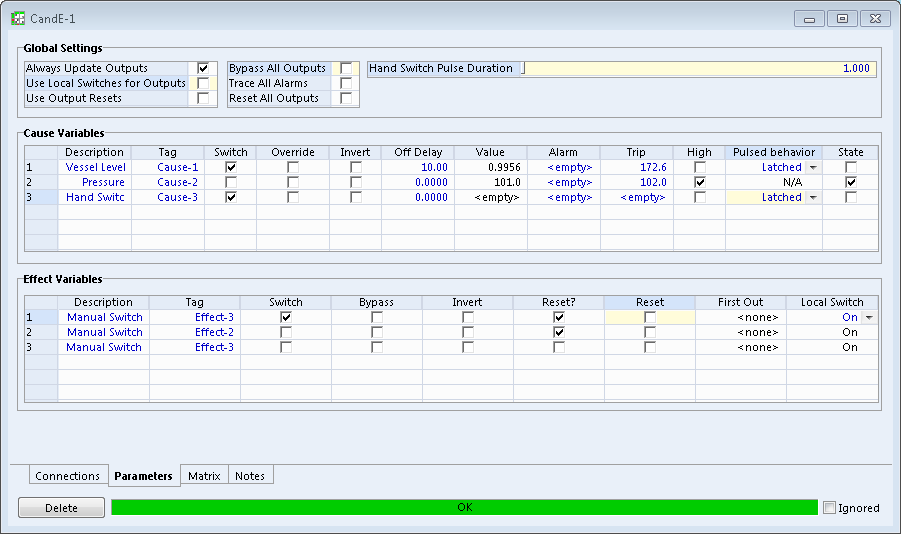 CandE-1
Global Settings
Always Update Outputs Bypass All Outputs Hand Switch Pulse Duration 1.000
Use Local Switches for Outputs Trace All Alarms
Use Output Resets Reset All Outputs
Cause Variables
Description Tag Switch Override Invert Off Delay Value Alarm Trip High Pulsed behavior State
1 Vessel Level Cause-1 10.00 0.9956 <empty> 172.6 Latched
2 Pressure Cause-2 0.0000 101.0 <empty> 102.0 N/A
3 Hand Switc Cause-3 0.0000 <empty> <empty> <empty> Latched
Effect Variables
Description Tag Switch Bypass Invert Reset? Reset First Out Local Switch
1 Manual Switch Effect-3 <none> On
2 Manual Switch Effect-2 <none> On
3 Manual Switch Effect-3 <none> On
Connections Parameters Matrix Notes
Delete OK Ignored